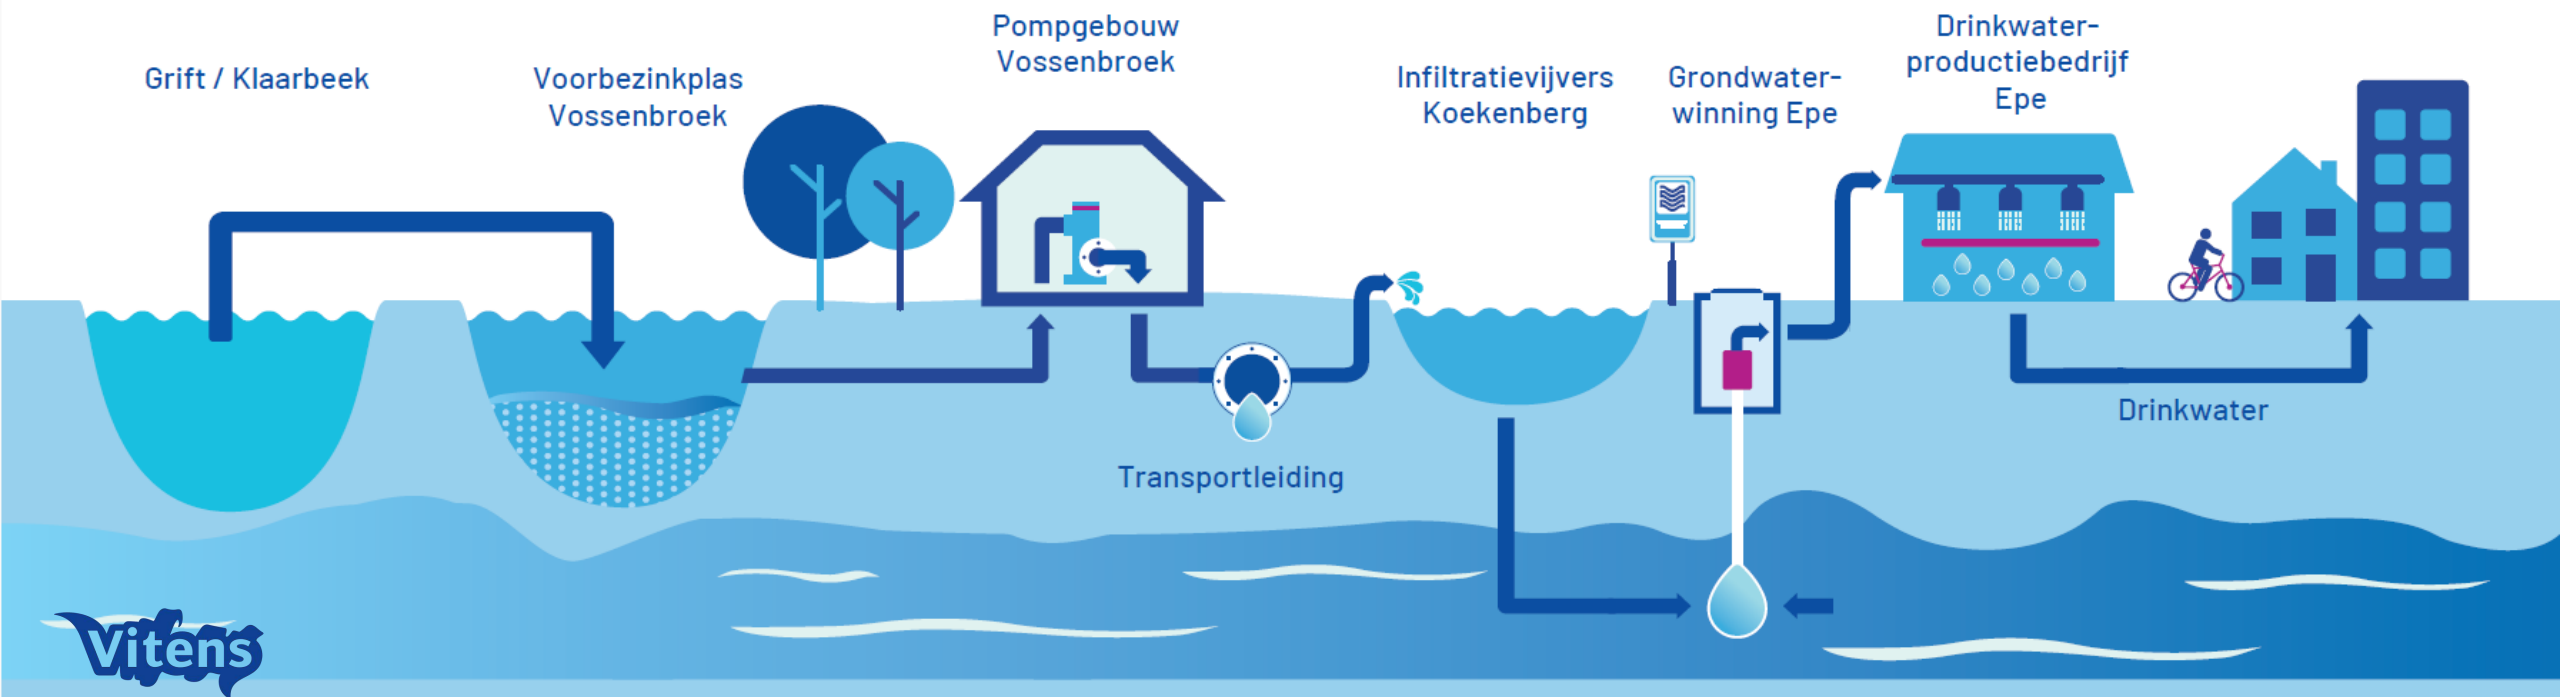 Grift / Klaarbeek
Voorbezinkplas
Vossenbroek
Pompgebouw
Vossenbroek
Transportleiding
Infiltratievijvers
Koekenberg
Grondwater-
winning Epe
Drinkwater-
productiebedrijf
Epe
Drinkwater
Vitens